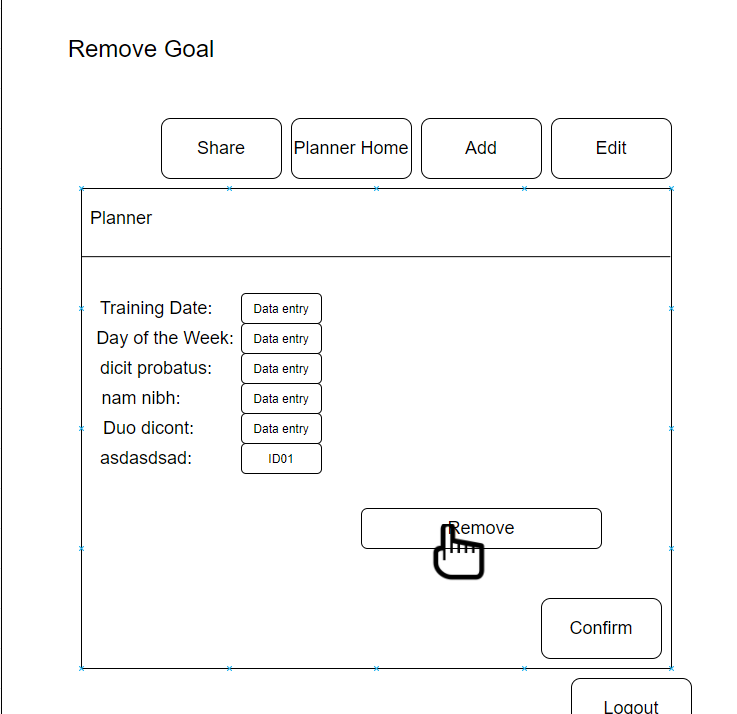 Remove Goal
Share
Planner Home
Add
Edit
Planner
Training Date:
Data entry
Day of the Week:
Data entry
dicit probatus:
Data entry
nam nibh:
Data entry
Duo dicont:
Data entry
asdasdsad:
ID01
Remove
Confirm
Logout